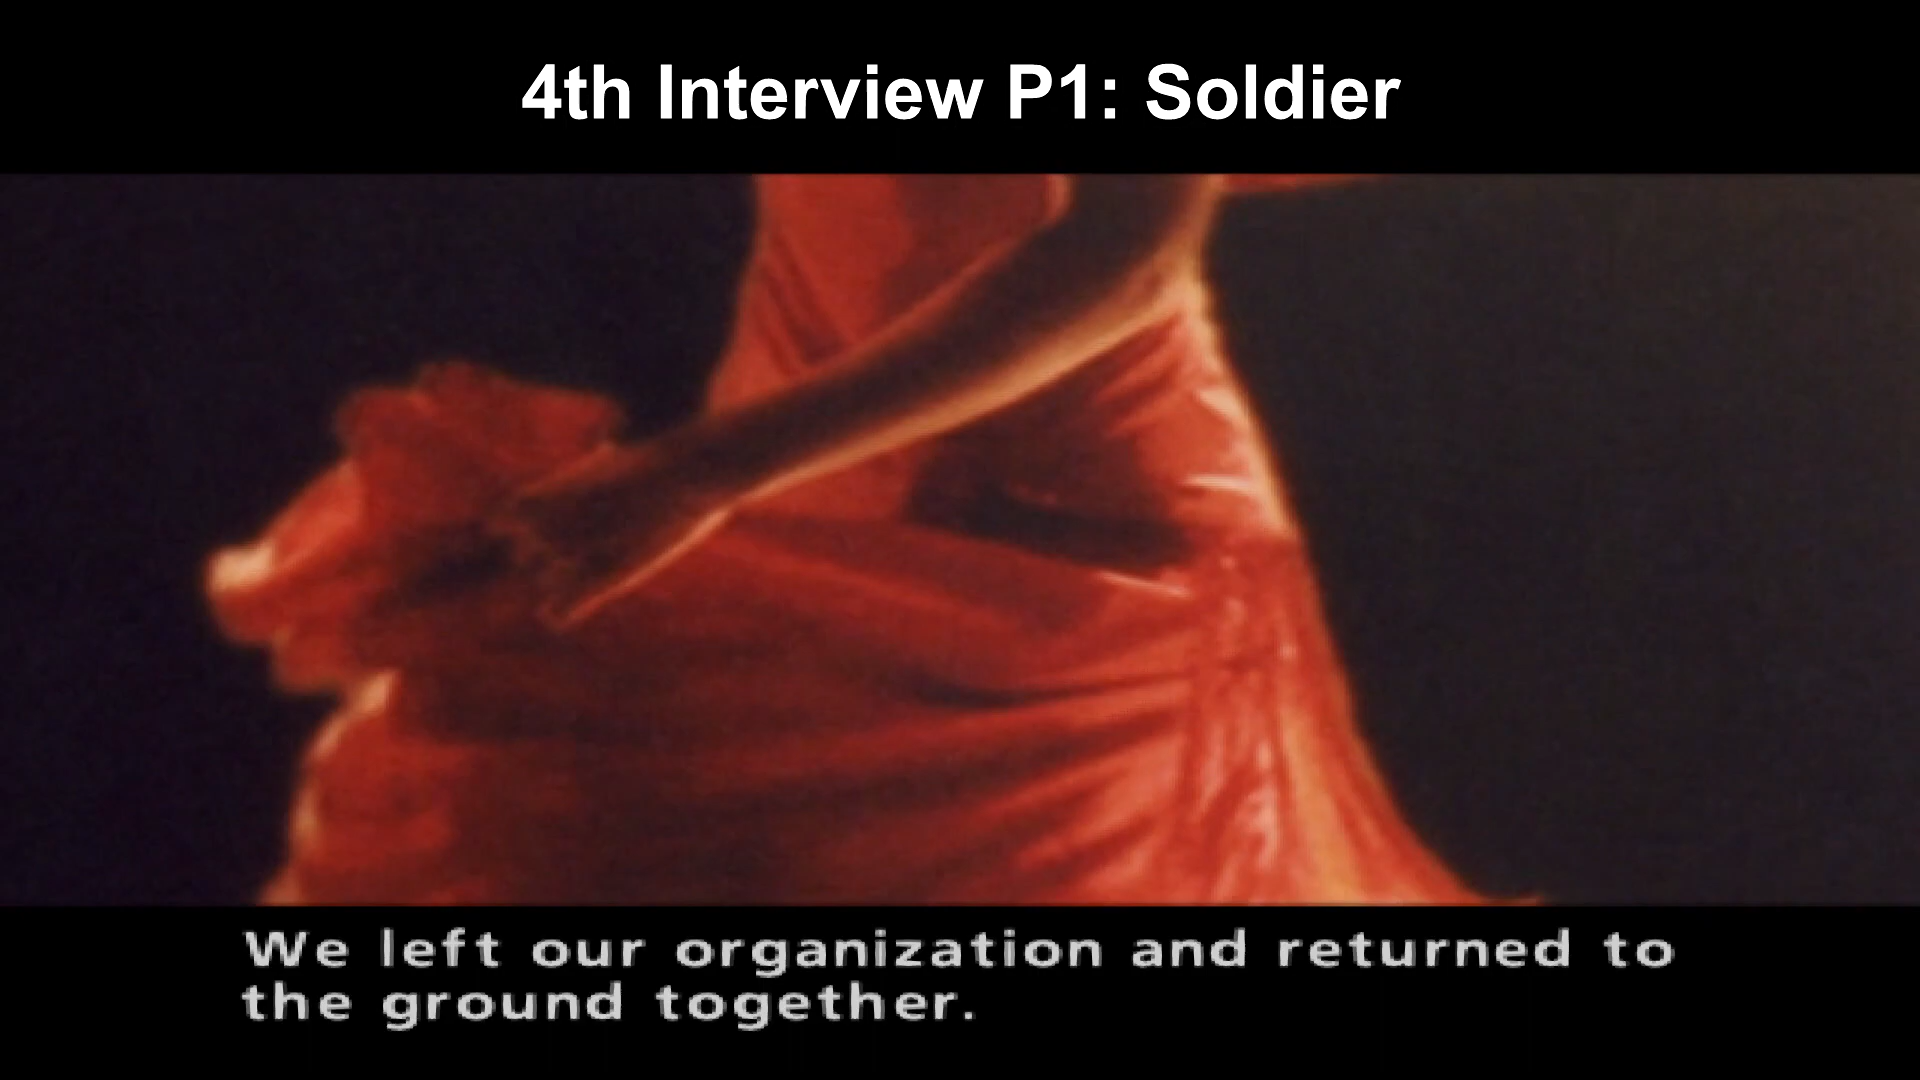 4th Interview P1: Soldier
We left our organization and returned to
the ground together.